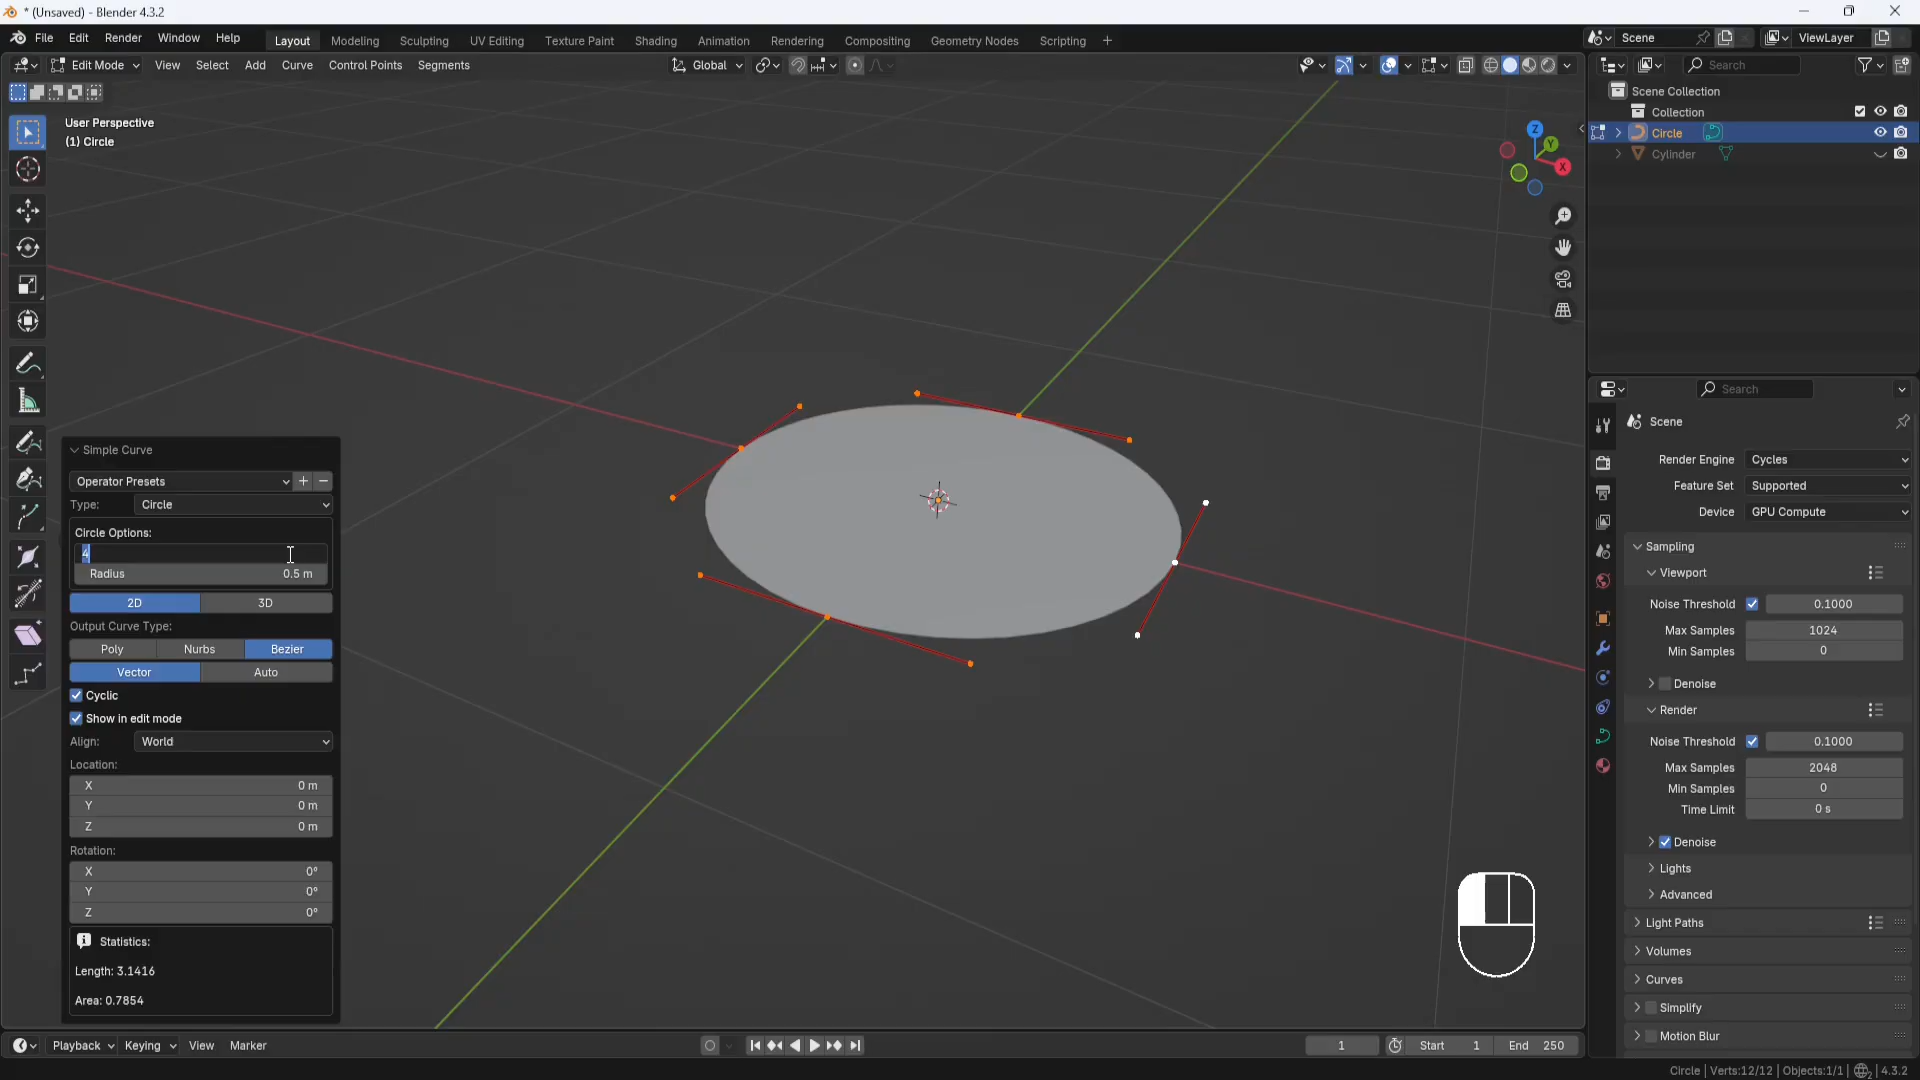 * (Unsaved) - Blender 4.3.2
File Edit Render Window Help
Layout Modeling Sculpting UV Editing Texture Paint Shading Animation Rendering Compositing Geometry Nodes Scripting +
Scene
ViewLayer
Edit Mode View Select Add Curve Control Points Segments
Global
Search
User Perspective
(1) Circle
Scene Collection
Collection
Circle
Cylinder
Z
Y
X
Simple Curve
Operator Presets
Type: Circle
Circle Options:
4
Radius 0.5 m
2D 3D
Output Curve Type:
Poly Nurbs Bezier
Vector Auto
Cyclic
Show in edit mode
Align: World
Location:
X 0 m
Y 0 m
Z 0 m
Rotation:
X 0°
Y 0°
Z 0°
Statistics:
Length: 3.1416
Area: 0.7854
Search
Scene
Render Engine Cycles
Feature Set Supported
Device GPU Compute
Sampling
Viewport
Noise Threshold 0.1000
Max Samples 1024
Min Samples 0
Denoise
Render
Noise Threshold 0.1000
Max Samples 2048
Min Samples 0
Time Limit 0 s
Denoise
Lights
Advanced
Light Paths
Volumes
Curves
Simplify
Motion Blur
Playback Keying View Marker
1 Start 1 End 250
Circle | Verts:12/12 | Objects:1/1 | 4.3.2